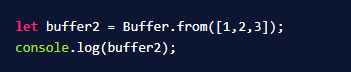 let buffer2 = Buffer.from([1,2,3]);
console.log(buffer2);